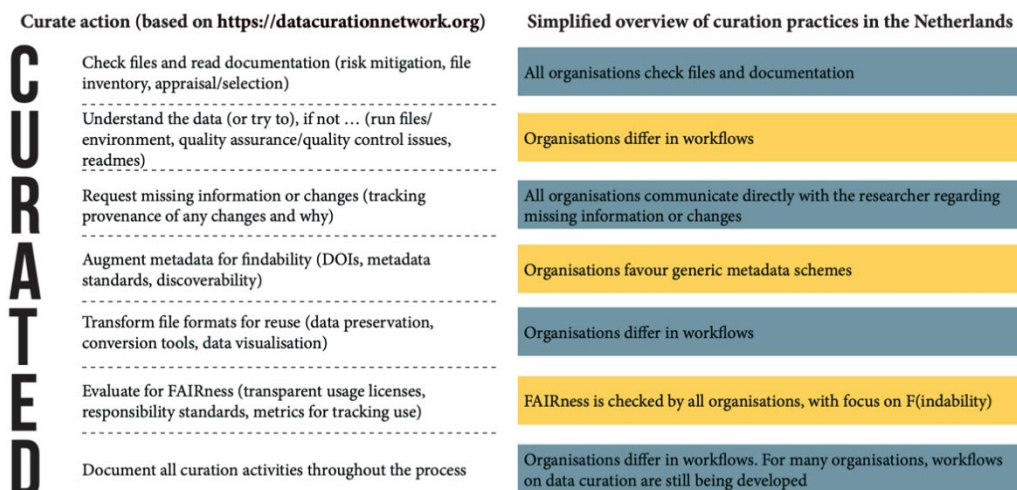 Curate action (based on https://datacurationnetwork.org)
Simplified overview of curation practices in the Netherlands
C
Check files and read documentation (risk mitigation, file
inventory, appraisal/selection)
All organisations check files and documentation
U
Understand the data (or try to), if not … (run files/
environment, quality assurance/quality control issues,
readmes)
Organisations differ in workflows
R
Request missing information or changes (tracking
provenance of any changes and why)
All organisations communicate directly with the researcher regarding
missing information or changes
A
Augment metadata for findability (DOIs, metadata
standards, discoverability)
Organisations favour generic metadata schemes
T
Transform file formats for reuse (data preservation,
conversion tools, data visualisation)
Organisations differ in workflows
E
Evaluate for FAIRness (transparent usage licenses,
responsibility standards, metrics for tracking use)
FAIRness is checked by all organisations, with focus on F(indability)
D
Document all curation activities throughout the process
Organisations differ in workflows. For many organisations, workflows
on data curation are still being developed